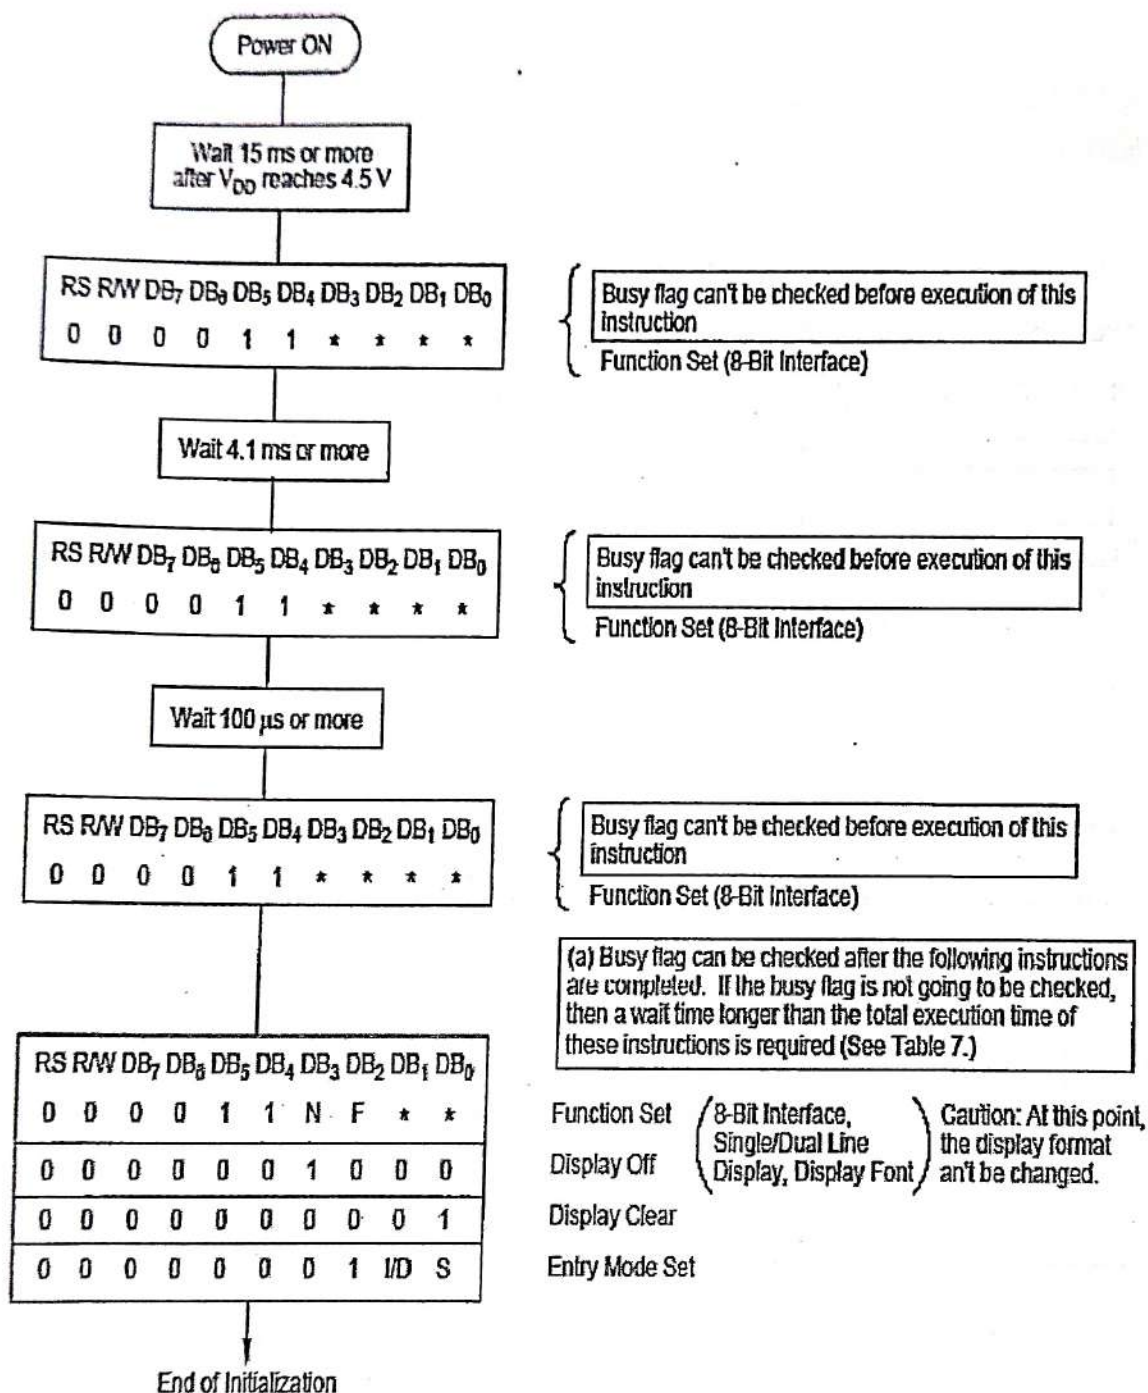 Power ON
Wait 15 ms or more
after VDD reaches 4.5 V
RS R/W DB7 DB6 DB5 DB4 DB3 DB2 DB1 DB0
0 0 0 0 1 1 * * * *
Busy flag can't be checked before execution of this
instruction
Function Set (8-Bit Interface)
Wait 4.1 ms or more
RS R/W DB7 DB6 DB5 DB4 DB3 DB2 DB1 DB0
0 0 0 0 1 1 * * * *
Busy flag can't be checked before execution of this
instruction
Function Set (8-Bit Interface)
Wait 100 µs or more
RS R/W DB7 DB6 DB5 DB4 DB3 DB2 DB1 DB0
0 0 0 0 1 1 * * * *
Busy flag can't be checked before execution of this
instruction
Function Set (8-Bit Interface)
(a) Busy flag can be checked after the following instructions
are completed. If the busy flag is not going to be checked,
then a wait time longer than the total execution time of
these instructions is required (See Table 7.)
RS R/W DB7 DB6 DB5 DB4 DB3 DB2 DB1 DB0
0 0 0 0 1 1 N F * *
0 0 0 0 0 0 1 0 0 0
0 0 0 0 0 0 0 0 0 1
0 0 0 0 0 0 0 1 I/D S
Function Set
Display Off
Display Clear
Entry Mode Set
8-Bit Interface,
Single/Dual Line
Display, Display Font
Caution: At this point,
the display format
an't be changed.
End of Initialization